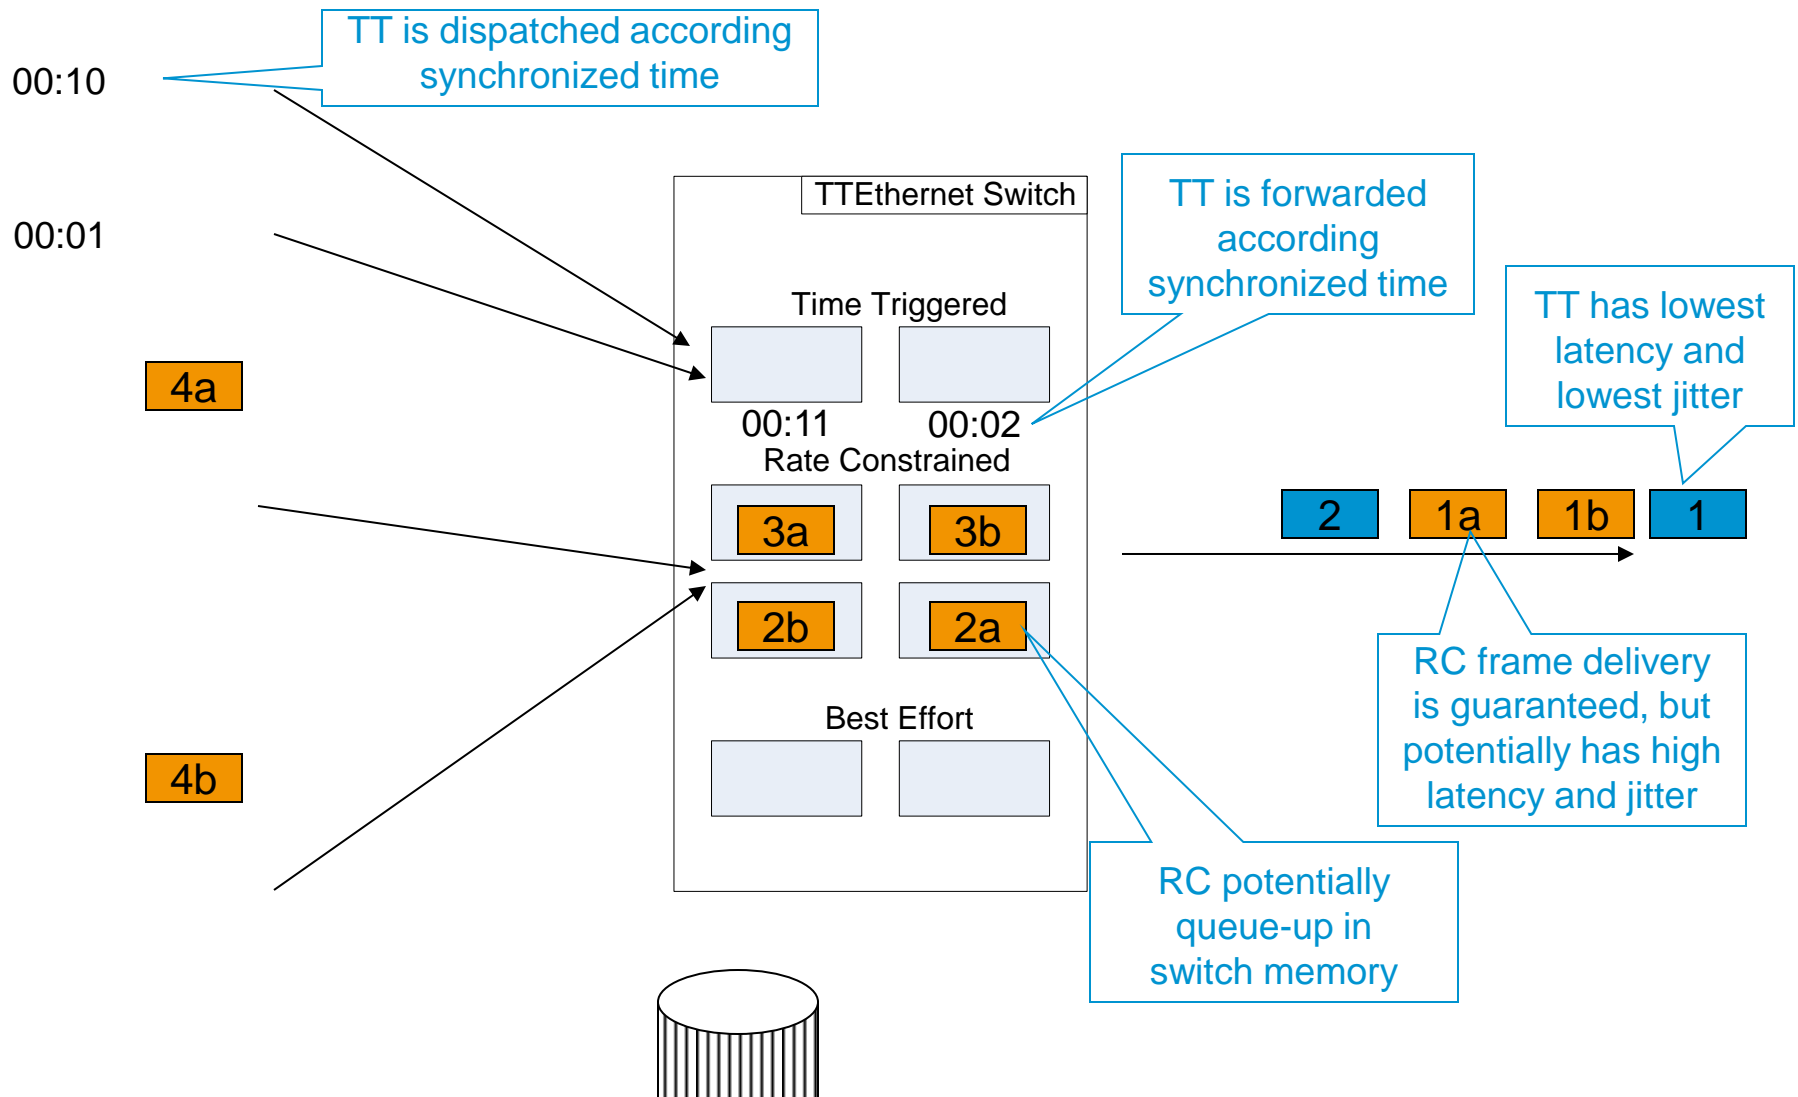 TT is dispatched according
synchronized time
00:10
00:01
TTEthernet Switch
TT is forwarded
according
synchronized time
TT has lowest
latency and
lowest jitter
Time Triggered
00:11
00:02
Rate Constrained
4a
3a
3b
2
1a
1b
1
2b
2a
RC frame delivery
is guaranteed, but
potentially has high
latency and jitter
Best Effort
4b
RC potentially
queue-up in
switch memory